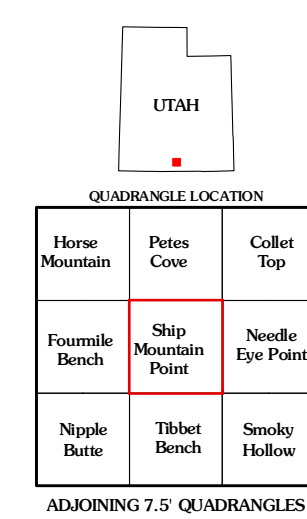 UTAH
QUADRANGLE LOCATION
Horse
Mountain
Petes
Cove
Collet
Top
Fourmile
Bench
Ship
Mountain
Point
Needle
Eye Point
Nipple
Butte
Tibbet
Bench
Smoky
Hollow
ADJOINING 7.5' QUADRANGLES